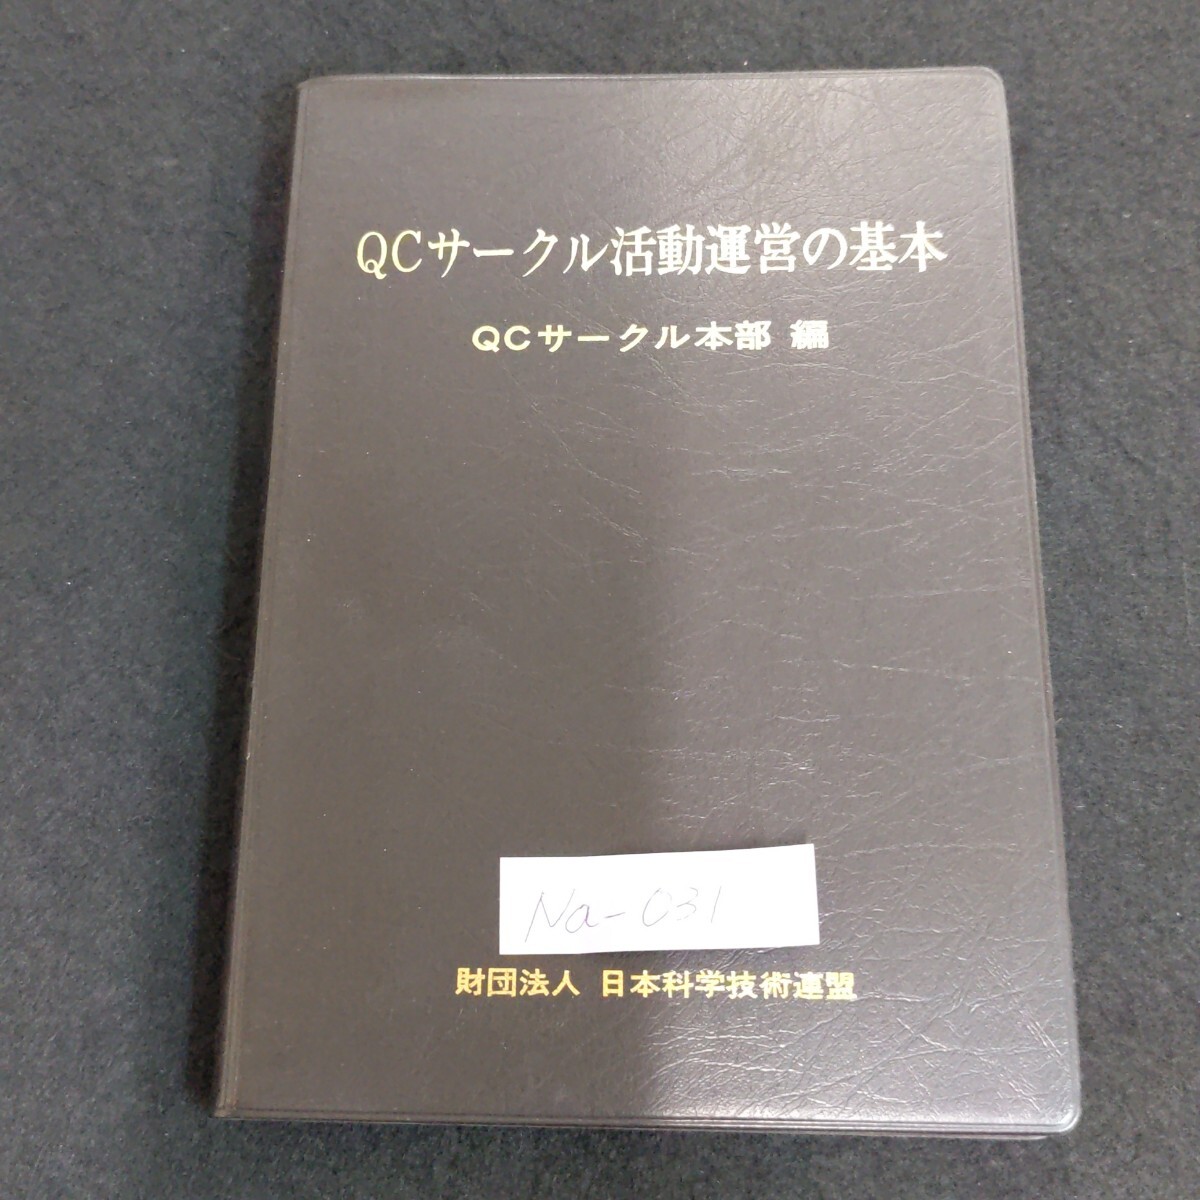 QCサークル活動運営の基本
QCサークル本部 編
Na-031
財団法人 日本科学技術連盟